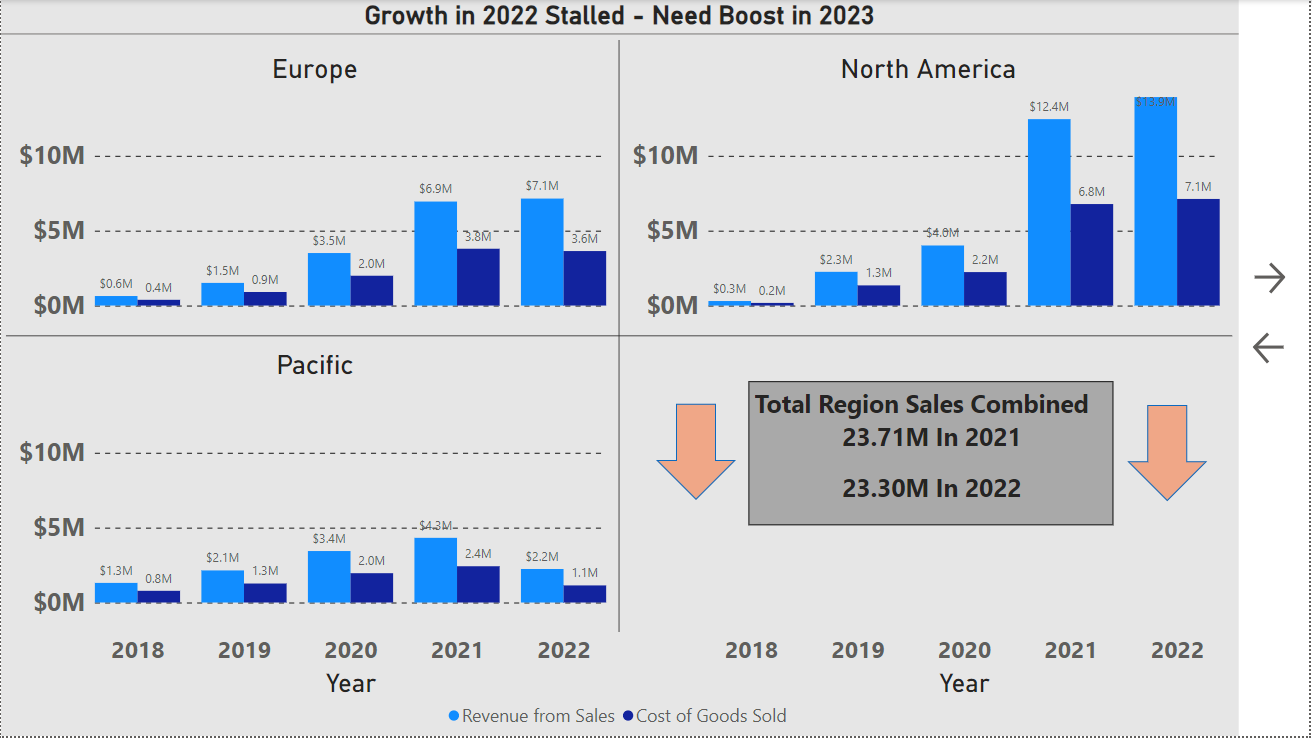 Growth in 2022 Stalled - Need Boost in 2023
Europe
$10M
$5M
$0M
$0.6M
0.4M
$1.5M
0.9M
$3.5M
2.0M
$6.9M
3.8M
$7.1M
3.6M
North America
$10M
$5M
$0M
$0.3M
0.2M
$2.3M
1.3M
$4.0M
2.2M
$12.4M
6.8M
$13.9M
7.1M
Pacific
$10M
$5M
$0M
$1.3M
0.8M
$2.1M
1.3M
$3.4M
2.0M
$4.3M
2.4M
$2.2M
1.1M
Total Region Sales Combined
23.71M In 2021
23.30M In 2022
2018 2019 2020 2021 2022
Year
2018 2019 2020 2021 2022
Year
Revenue from Sales Cost of Goods Sold